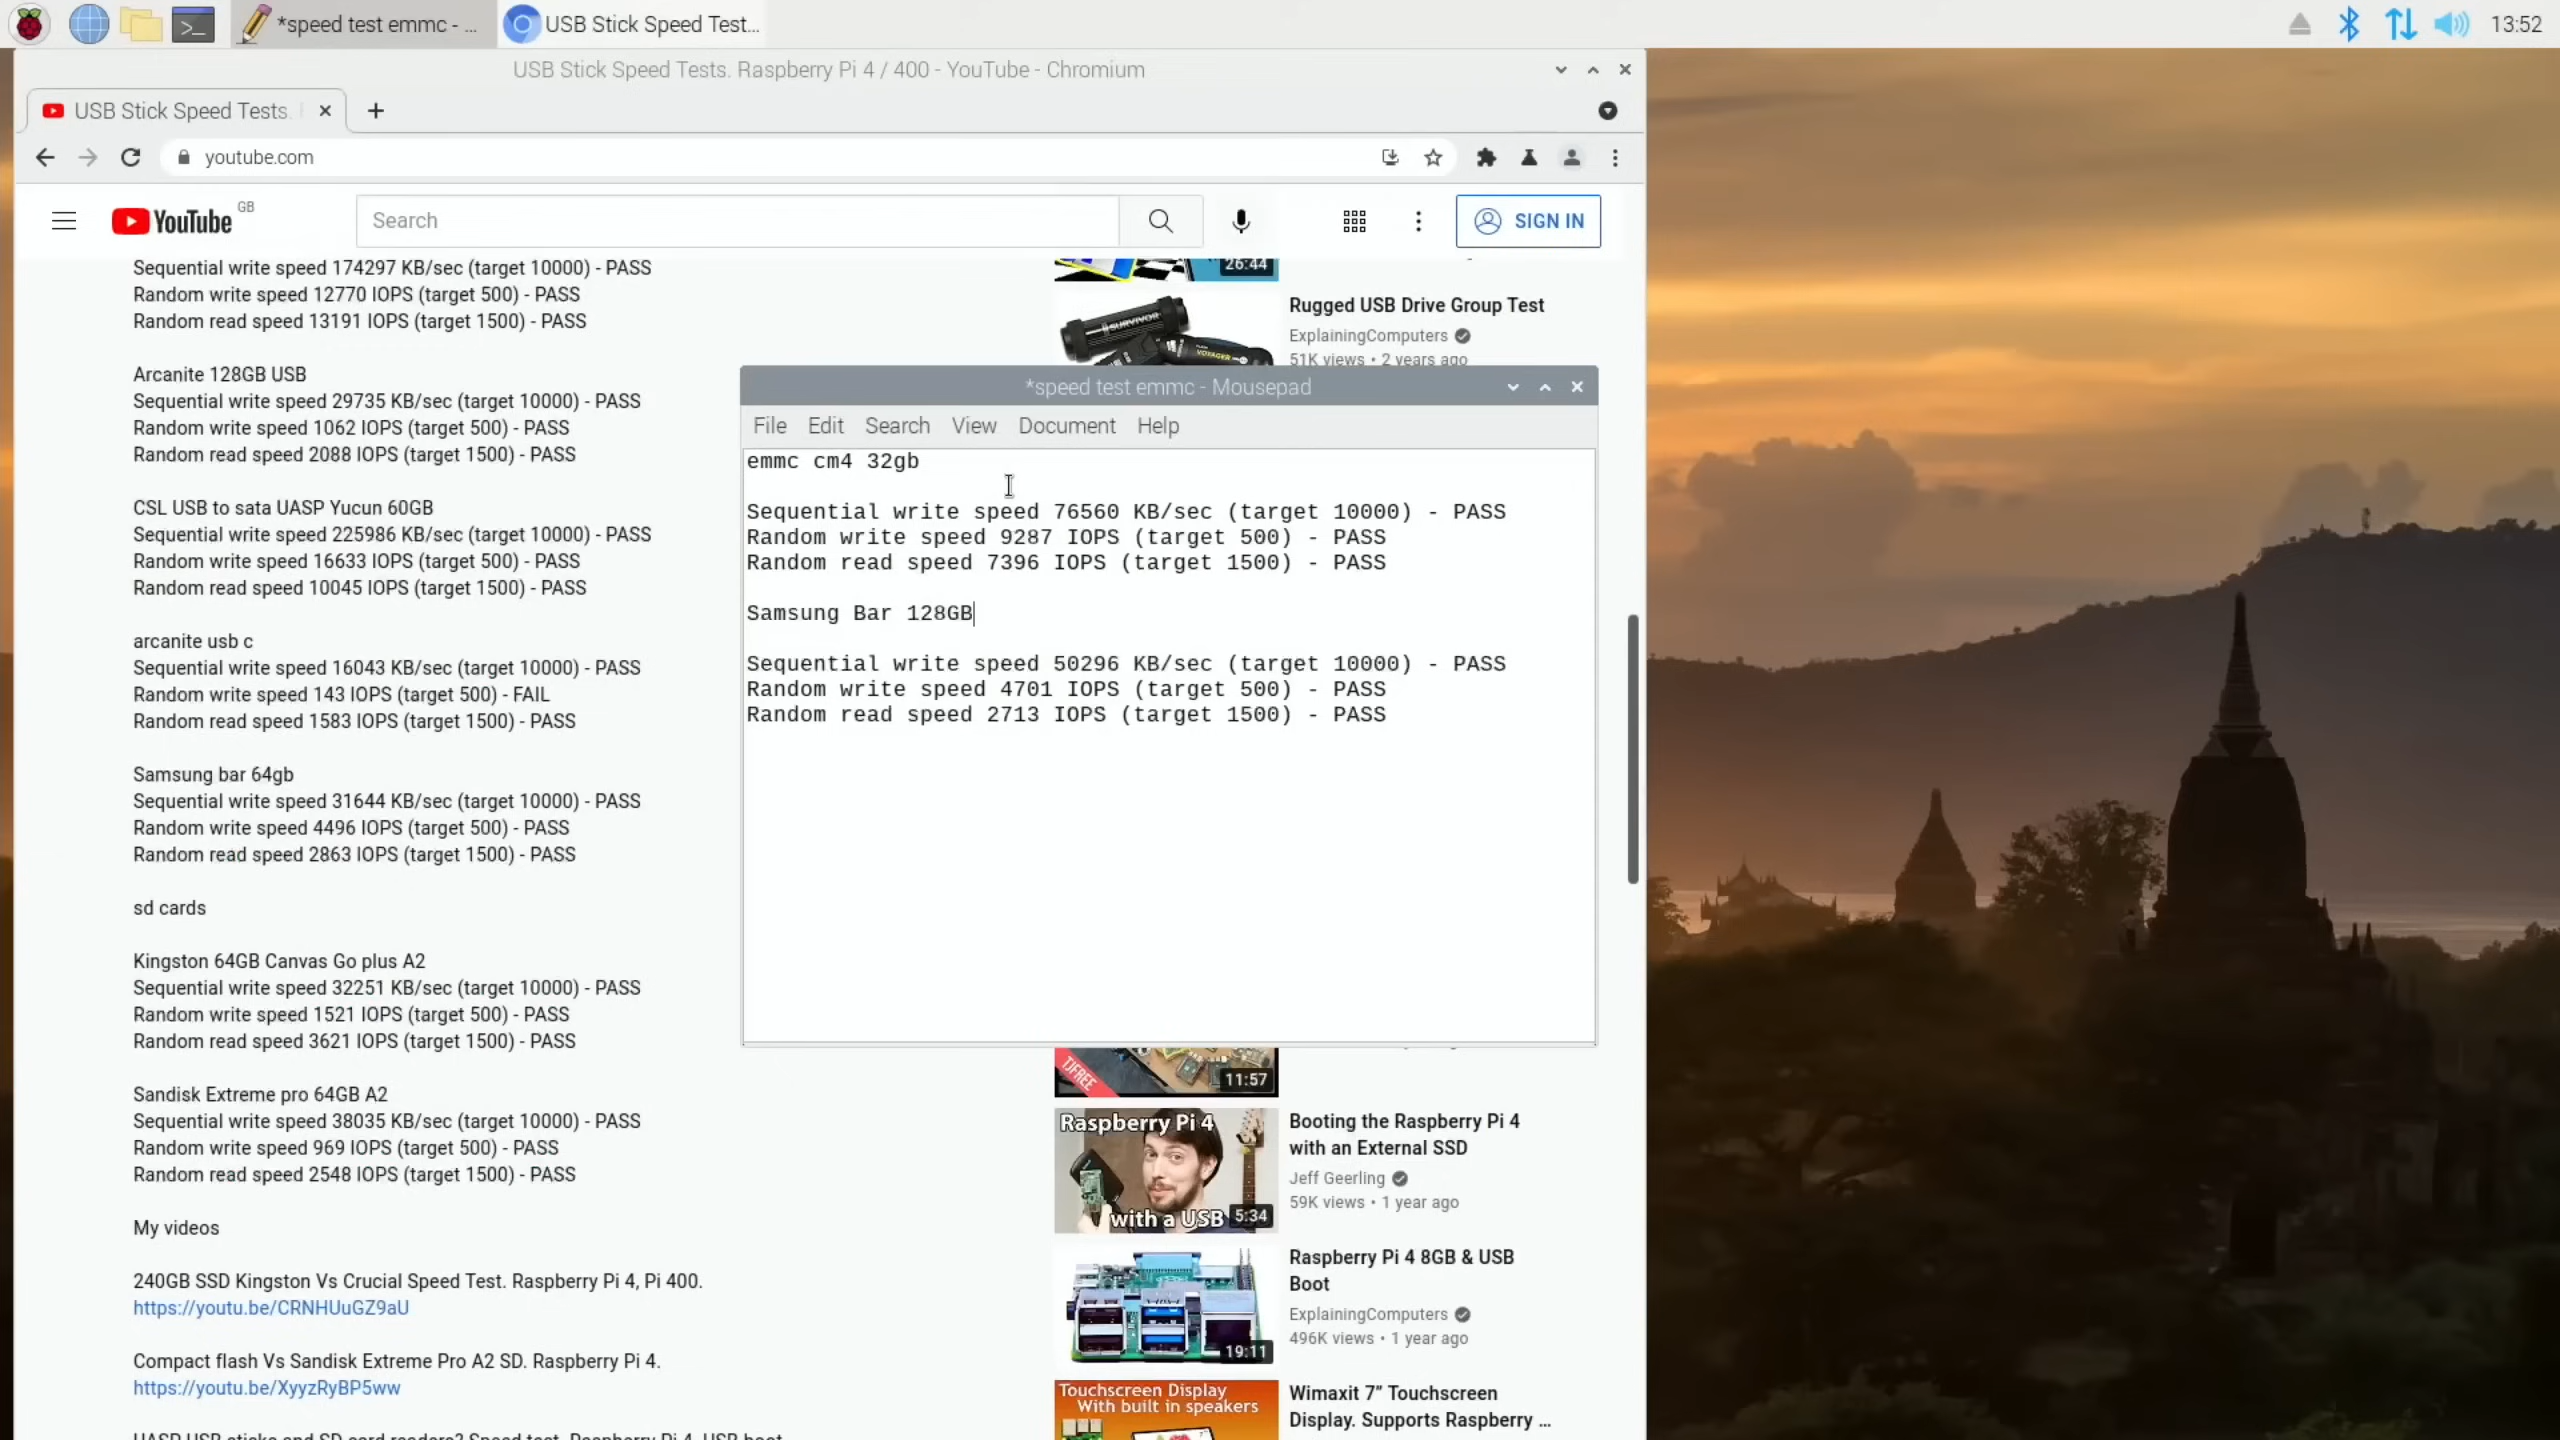 *speed test emmc - ...
USB Stick Speed Test...
13:52
USB Stick Speed Tests. Raspberry Pi 4 / 400 - YouTube - Chromium
USB Stick Speed Tests.
youtube.com
YouTube GB
Search
SIGN IN
Sequential write speed 174297 KB/sec (target 10000) - PASS
Random write speed 12770 IOPS (target 500) - PASS
Random read speed 13191 IOPS (target 1500) - PASS
Arcanite 128GB USB
Sequential write speed 29735 KB/sec (target 10000) - PASS
Random write speed 1062 IOPS (target 500) - PASS
Random read speed 2088 IOPS (target 1500) - PASS
CSL USB to sata UASP Yucun 60GB
Sequential write speed 225986 KB/sec (target 10000) - PASS
Random write speed 16633 IOPS (target 500) - PASS
Random read speed 10045 IOPS (target 1500) - PASS
arcanite usb c
Sequential write speed 16043 KB/sec (target 10000) - PASS
Random write speed 143 IOPS (target 500) - FAIL
Random read speed 1583 IOPS (target 1500) - PASS
Samsung bar 64gb
Sequential write speed 31644 KB/sec (target 10000) - PASS
Random write speed 4496 IOPS (target 500) - PASS
Random read speed 2863 IOPS (target 1500) - PASS
sd cards
Kingston 64GB Canvas Go plus A2
Sequential write speed 32251 KB/sec (target 10000) - PASS
Random write speed 1521 IOPS (target 500) - PASS
Random read speed 3621 IOPS (target 1500) - PASS
Sandisk Extreme pro 64GB A2
Sequential write speed 38035 KB/sec (target 10000) - PASS
Random write speed 969 IOPS (target 500) - PASS
Random read speed 2548 IOPS (target 1500) - PASS
My videos
240GB SSD Kingston Vs Crucial Speed Test. Raspberry Pi 4, Pi 400.
https://youtu.be/CRNHUuGZ9aU
Compact flash Vs Sandisk Extreme Pro A2 SD. Raspberry Pi 4.
https://youtu.be/XyyzRyBP5ww
UASP USB sticks and SD card readers? Speed test. Raspberry Pi 4. USB boot
26:44
SURVIVOR
VOYAGER
Rugged USB Drive Group Test
ExplainingComputers
51K views • 2 years ago
*speed test emmc - Mousepad
File Edit Search View Document Help
emmc cm4 32gb
Sequential write speed 76560 KB/sec (target 10000) - PASS
Random write speed 9287 IOPS (target 500) - PASS
Random read speed 7396 IOPS (target 1500) - PASS
Samsung Bar 128GB
Sequential write speed 50296 KB/sec (target 10000) - PASS
Random write speed 4701 IOPS (target 500) - PASS
Random read speed 2713 IOPS (target 1500) - PASS
TJFREE
11:57
Raspberry Pi 4
with a USB
5:34
Booting the Raspberry Pi 4
with an External SSD
Jeff Geerling
59K views • 1 year ago
19:11
Raspberry Pi 4 8GB & USB
Boot
ExplainingComputers
496K views • 1 year ago
Touchscreen Display
With built in speakers
Wimaxit 7” Touchscreen
Display. Supports Raspberry ...